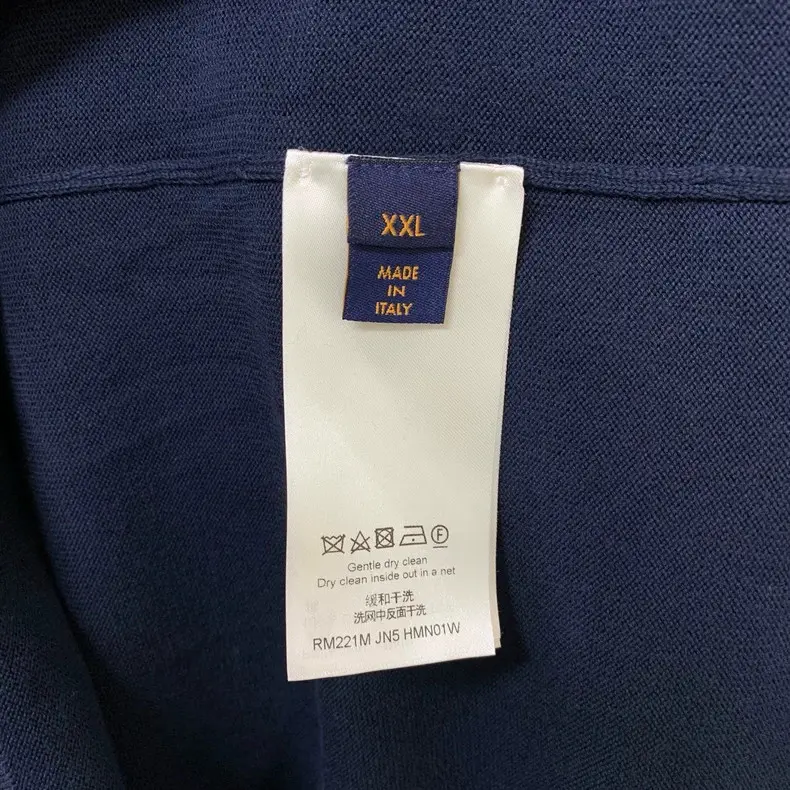 XXL
MADE
IN
ITALY
F
Gentle dry clean
Dry clean inside out in a net
缓和干洗
洗网中反面干洗
RM221M JN5 HMN01W